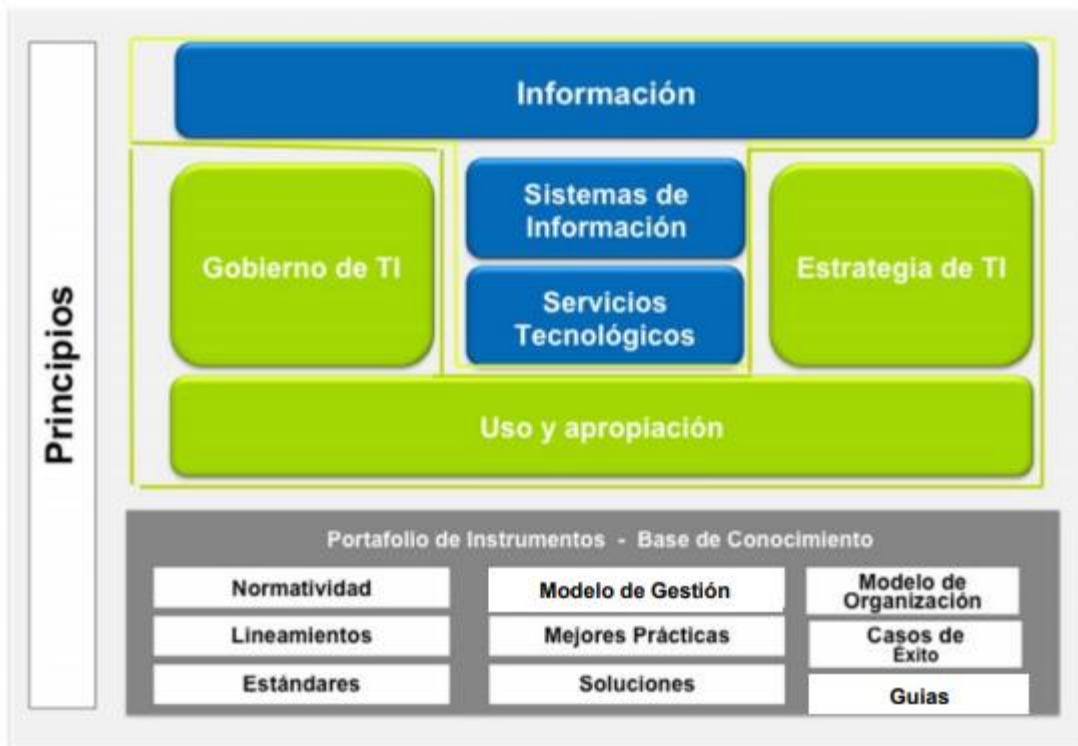 Principios
Información
Gobierno de TI
Sistemas de
Información
Servicios
Tecnológicos
Estrategia de TI
Uso y apropiación
Portafolio de Instrumentos - Base de Conocimiento
Normatividad
Modelo de Gestión
Modelo de
Organización
Lineamientos
Mejores Prácticas
Casos de
Éxito
Estándares
Soluciones
Guias